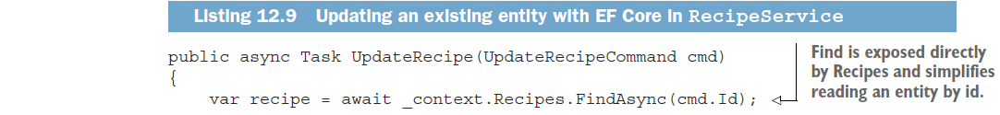 Listing 12.9 Updating an existing entity with EF Core in RecipeService
public async Task UpdateRecipe(UpdateRecipeCommand cmd)
{
var recipe = await _context.Recipes.FindAsync(cmd.Id);
Find is exposed directly
by Recipes and simplifies
reading an entity by id.